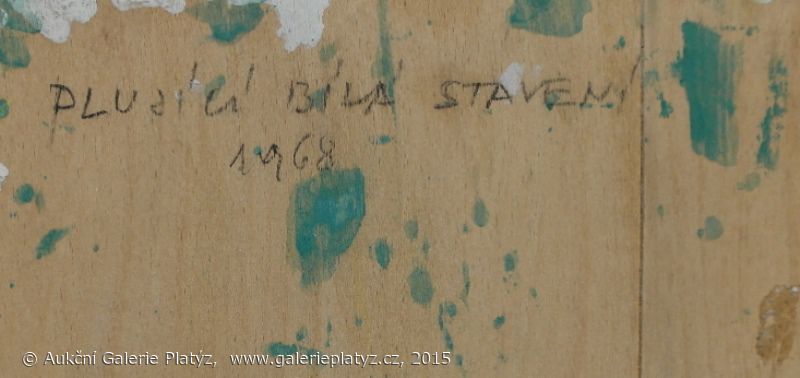 PLUJÍCÍ BÍLÁ STAVENÍ
1968
© Aukční Galerie Platýz, www.galerieplatyz.cz, 2015